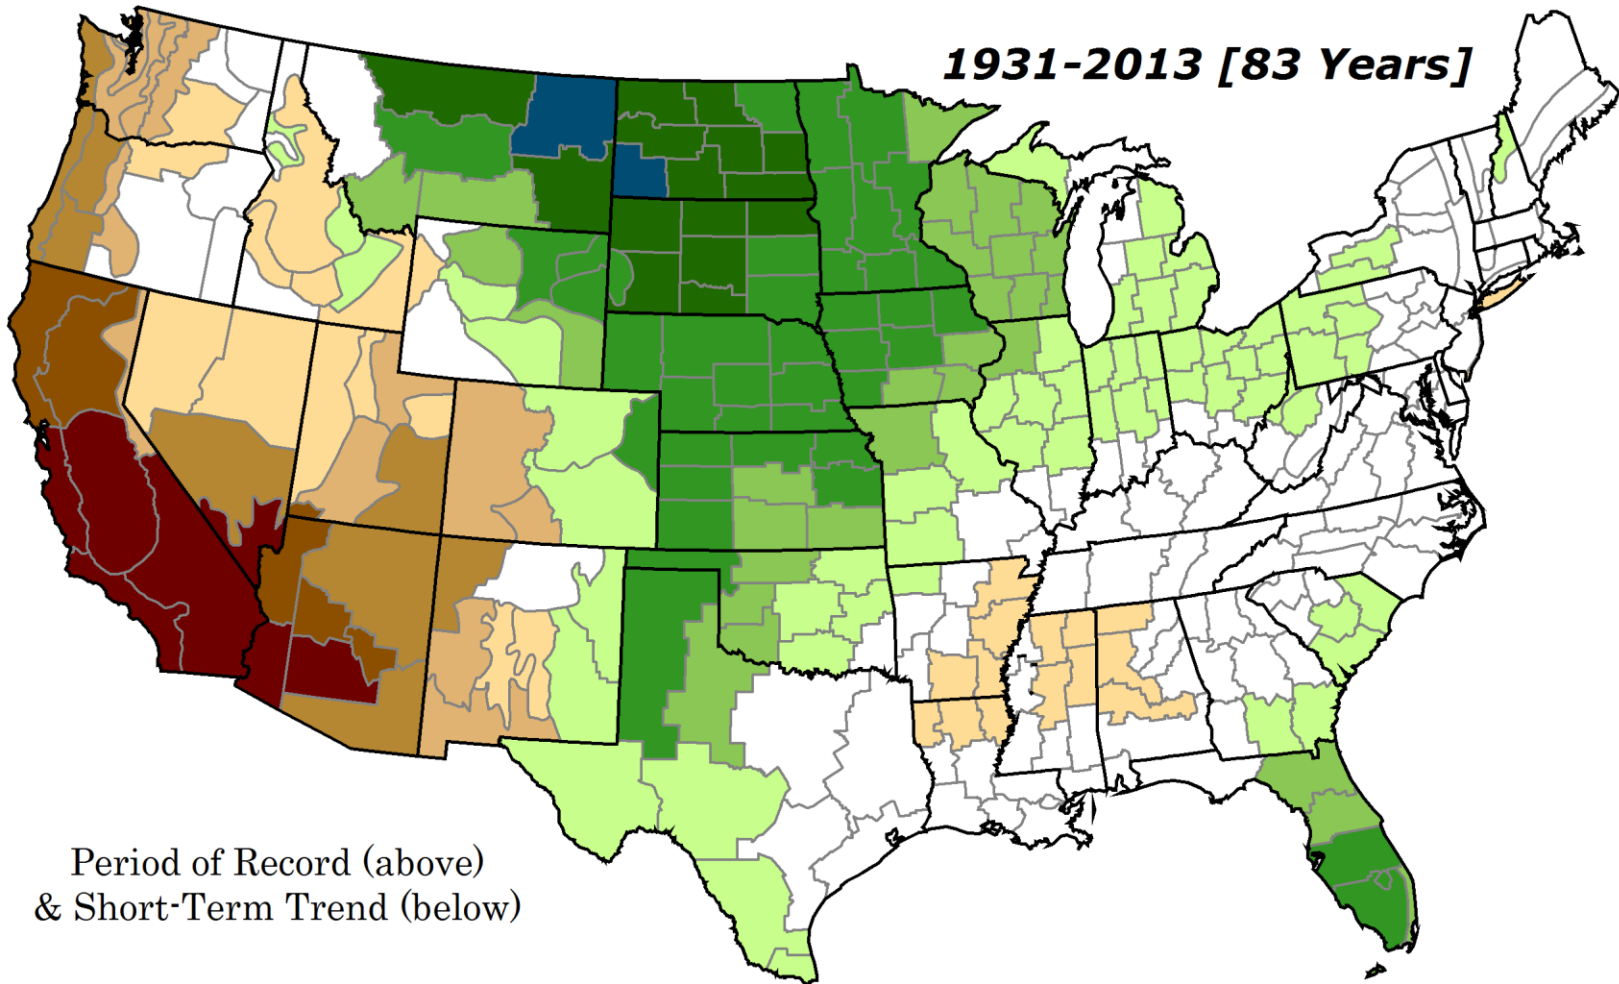 1931-2013 [83 Years]
Period of Record (above)
& Short-Term Trend (below)